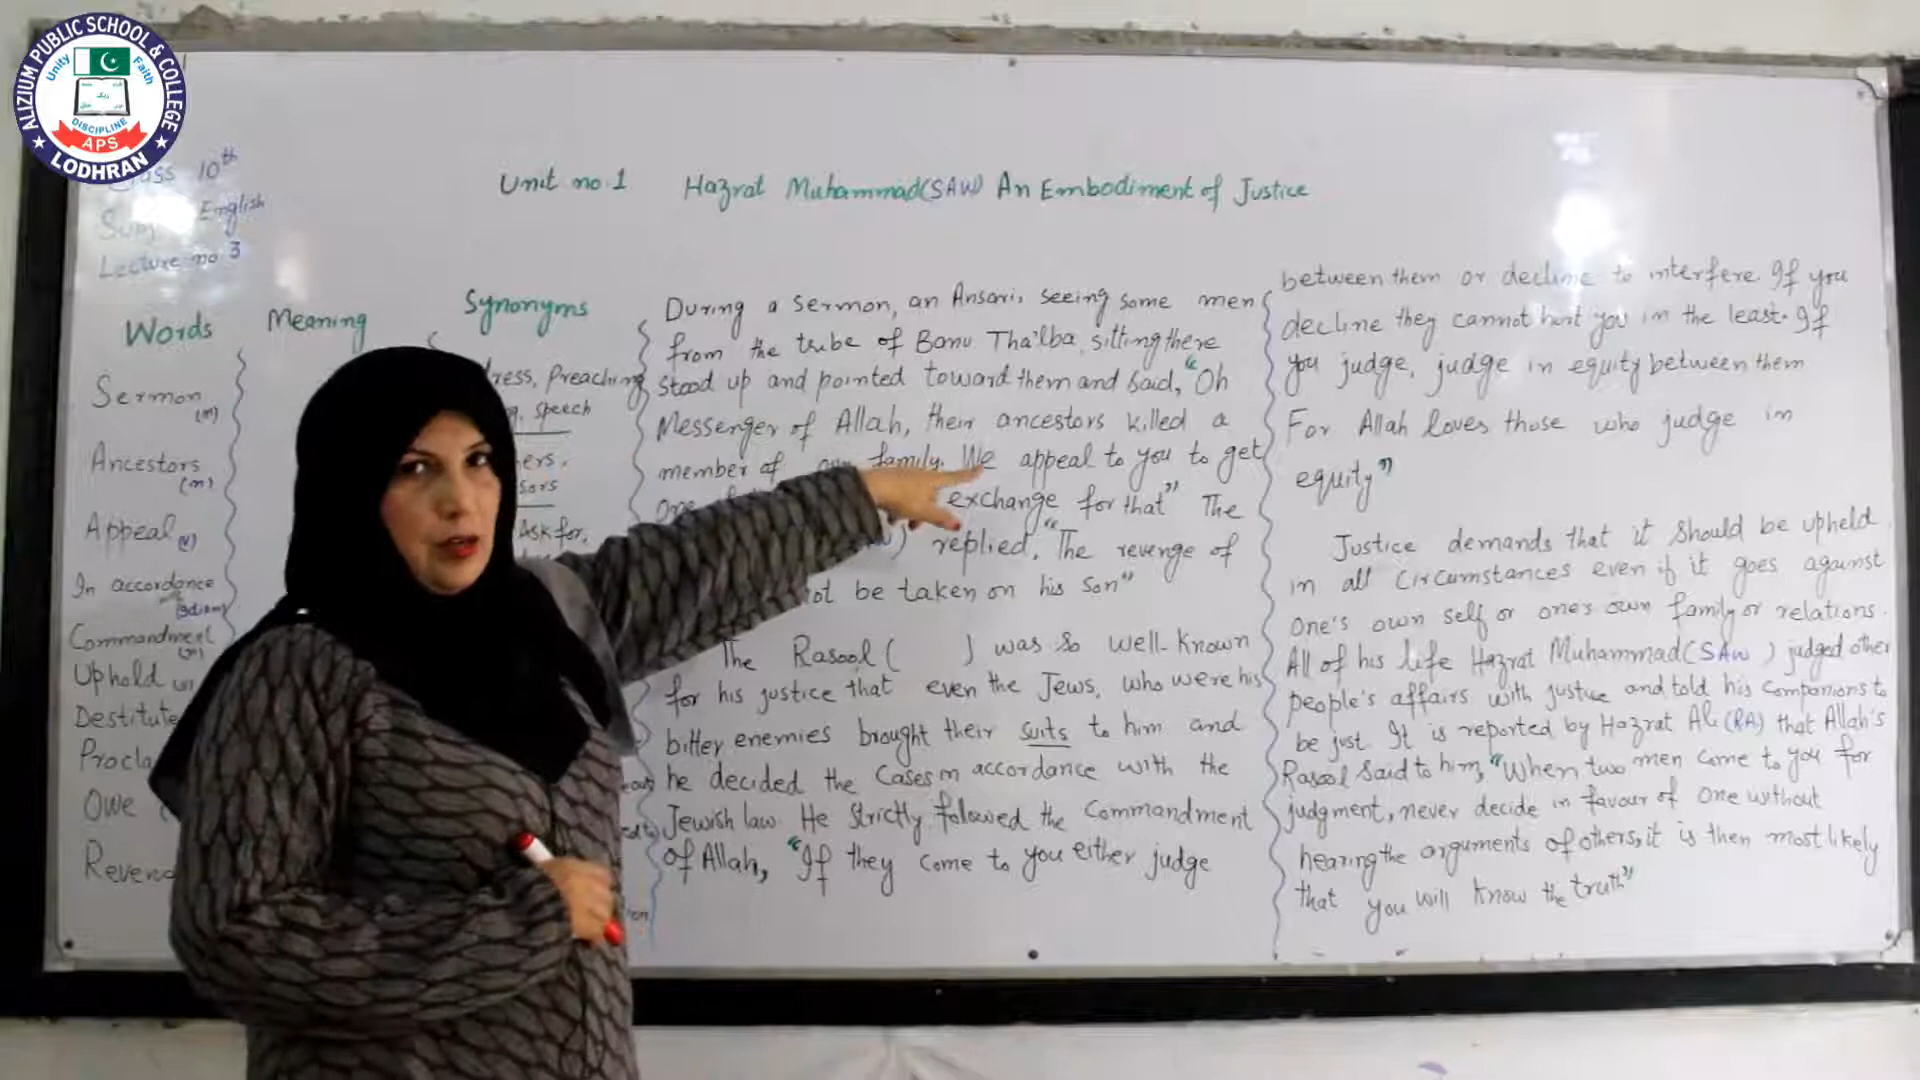 ALIZIUM PUBLIC SCHOOL & COLLEGE
Unity
Faith
DISCIPLINE
APS
LODHRAN
Class 10th
English
Lecture no 3
Unit no.1 Hazrat Muhammad(SAW) An Embodiment of Justice
Words
Sermon (n)
Ancestors (n)
Appeal (v)
In accordance
Commandment (n)
Uphold
Destitute
Owe
Meaning
Synonyms
Preaching
speech
Ask for,
During a sermon, an Ansari, seeing some men
from the tribe of Banu Tha'lba, sitting there
stood up and pointed toward them and said, "Oh
Messenger of Allah, their ancestors killed a
member of our family. We appeal to you to get
exchange for that" The
replied, "The revenge of
be taken on his son"
The Rasool ( ) was so well-known
for his justice that even the Jews, who were his
bitter enemies brought their suits to him and
he decided the cases in accordance with the
Jewish law. He strictly followed the commandment
of Allah, "If they come to you either judge
between them or decline to interfere. If you
decline they cannot hurt you in the least. If
you judge, judge in equity between them
For Allah loves those who judge in
equity"
Justice demands that it should be upheld
in all circumstances even if it goes against
one's own self or one's own family or relations.
All of his life Hazrat Muhammad (SAW) judged other
people's affairs with justice and told his companions to
be just. It is reported by Hazrat Ali (RA) that Allah's
Rasool said to him, "When two men come to you for
judgment, never decide in favour of one without
hearing the arguments of others, it is then most likely
that you will know the truth"